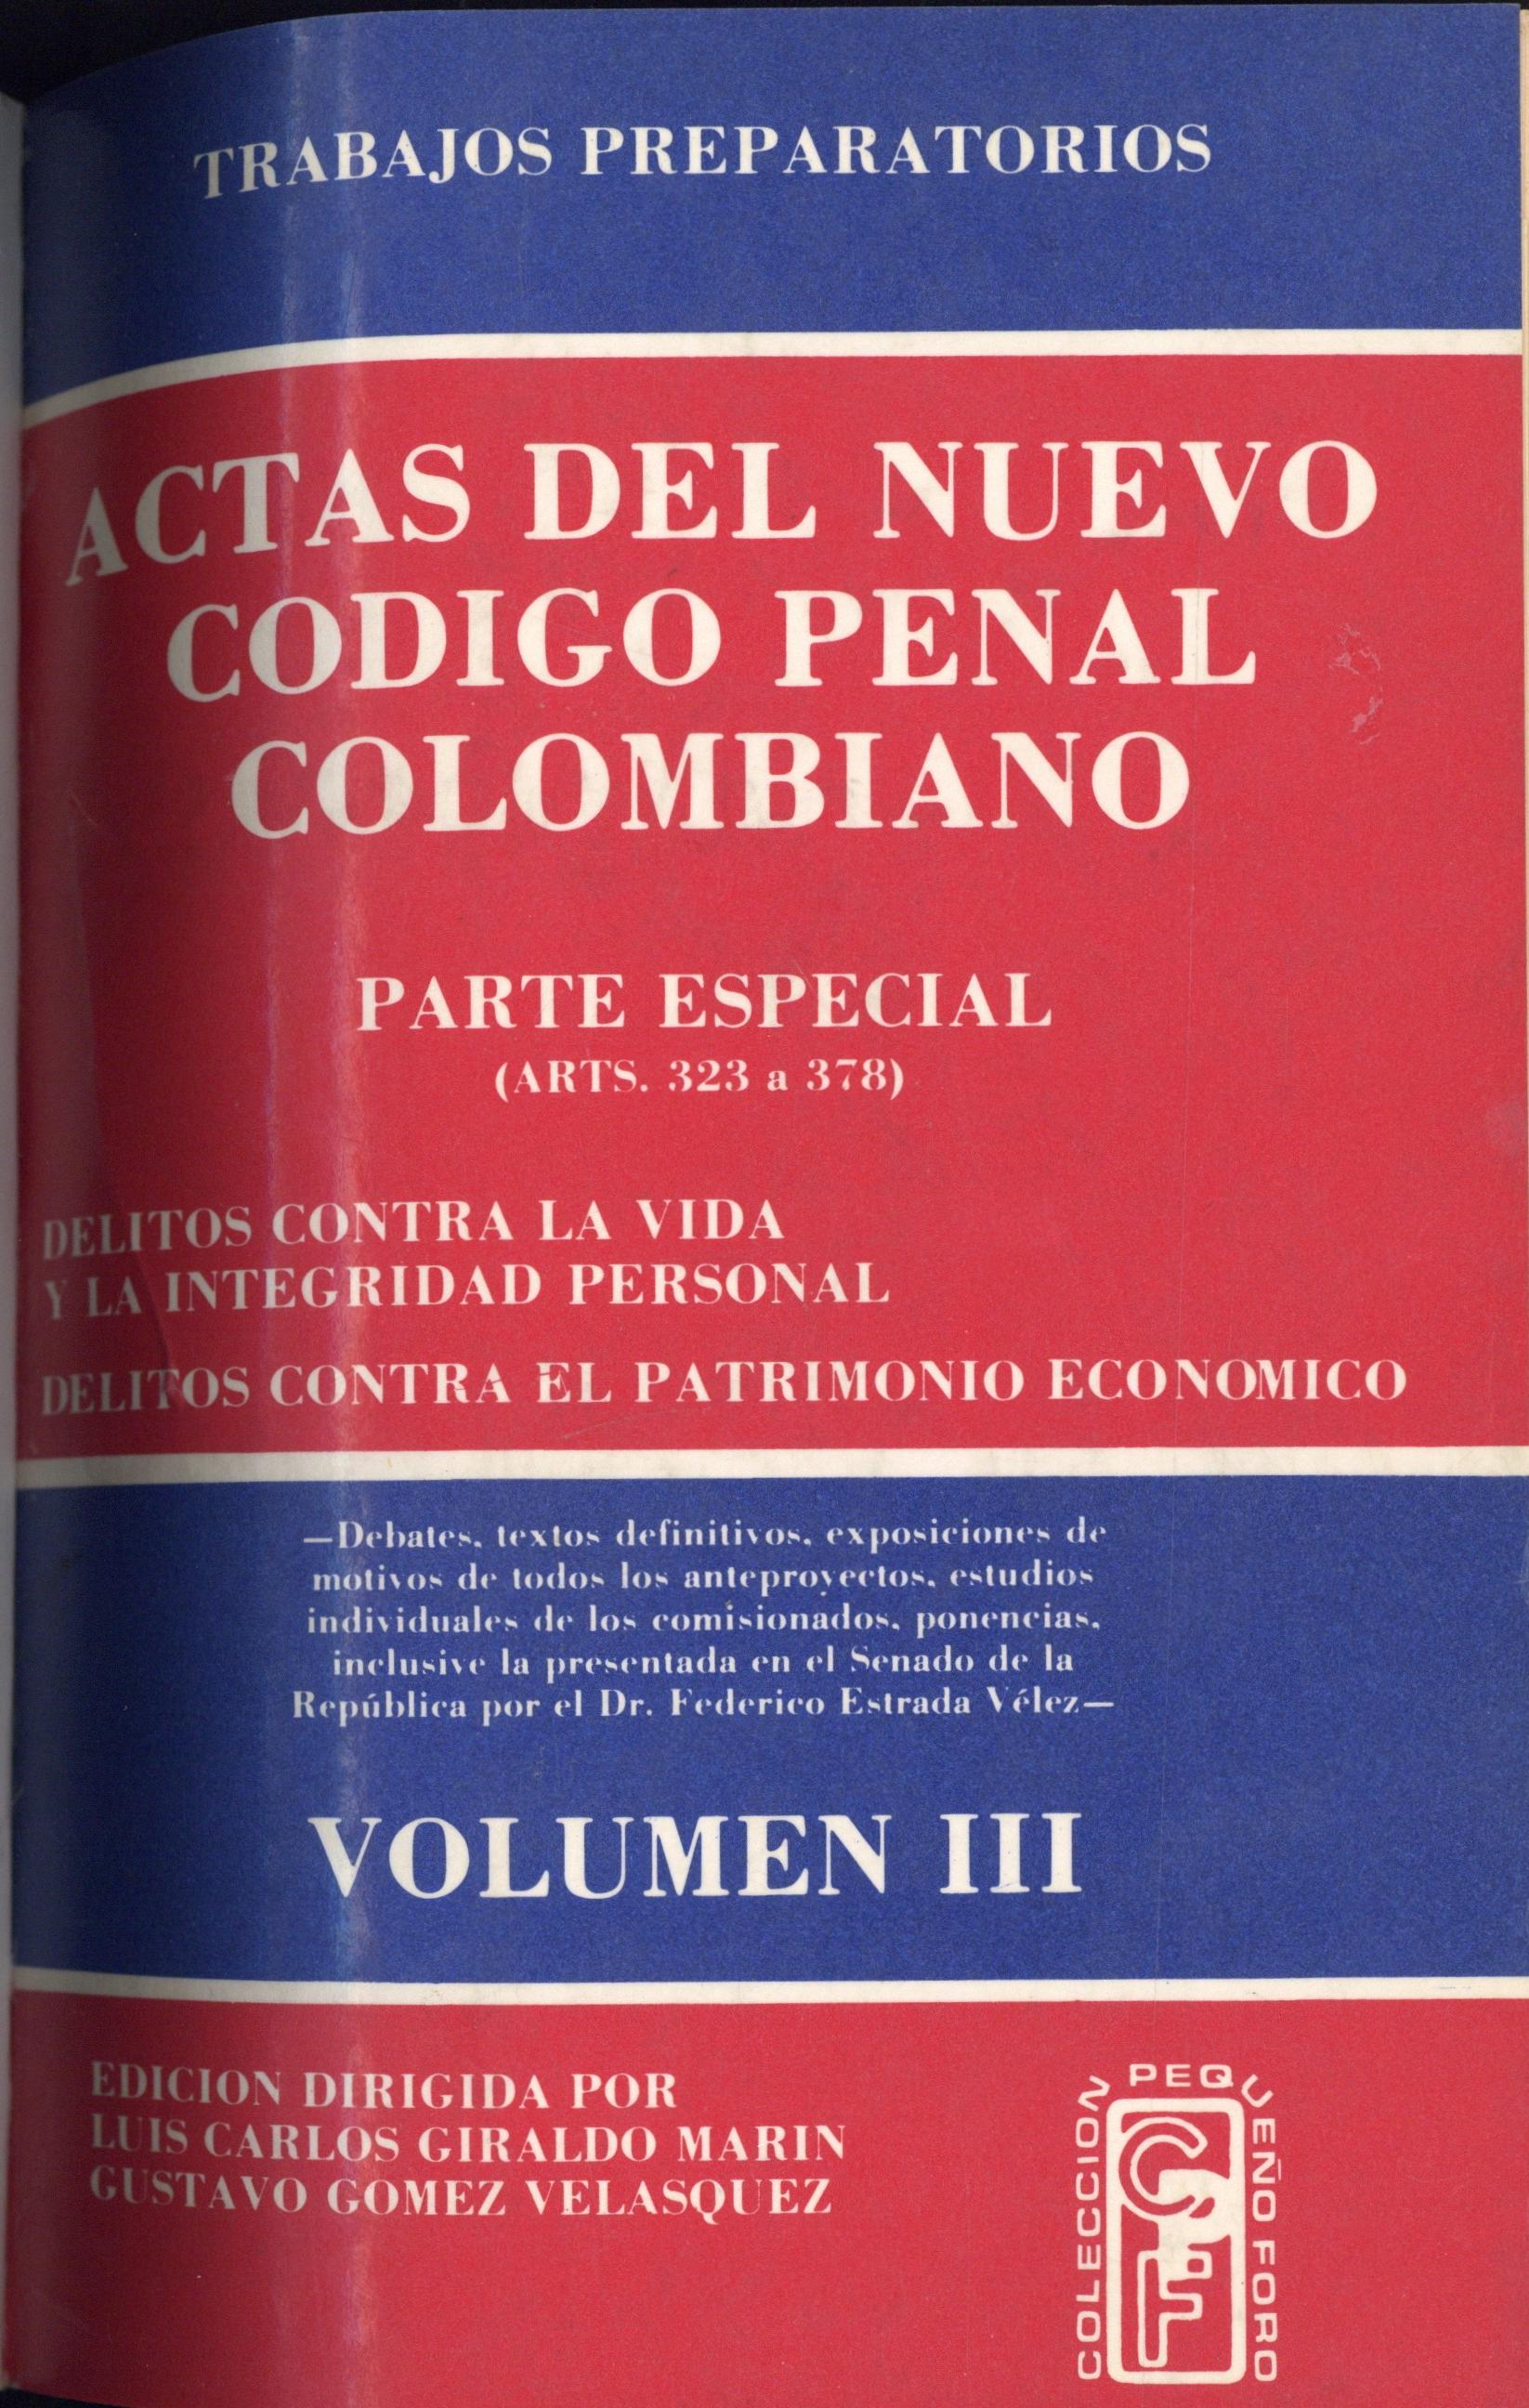 TRABAJOS PREPARATORIOS
ACTAS DEL NUEVO
CODIGO PENAL
COLOMBIANO
PARTE ESPECIAL
(ARTS. 323 a 378)
DELITOS CONTRA LA VIDA
Y LA INTEGRIDAD PERSONAL
DELITOS CONTRA EL PATRIMONIO ECONOMICO
—Debates, textos definitivos, exposiciones de
motivos de todos los anteproyectos, estudios
individuales de los comisionados, ponencias,
inclusive la presentada en el Senado de la
República por el Dr. Federico Estrada Vélez—
VOLUMEN III
EDICION DIRIGIDA POR
LUIS CARLOS GIRALDO MARIN
GUSTAVO GOMEZ VELASQUEZ
COLECCION PEQUEÑO FORO